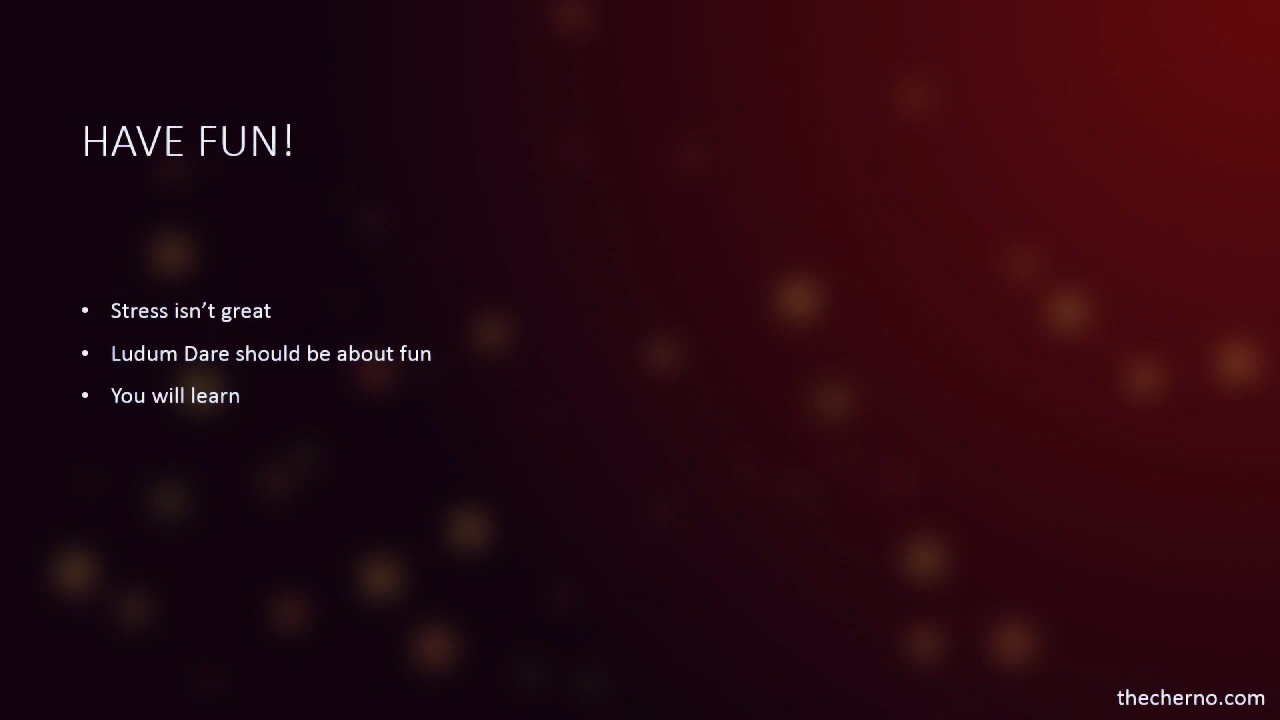 HAVE FUN!
• Stress isn’t great
• Ludum Dare should be about fun
• You will learn
thecherno.com